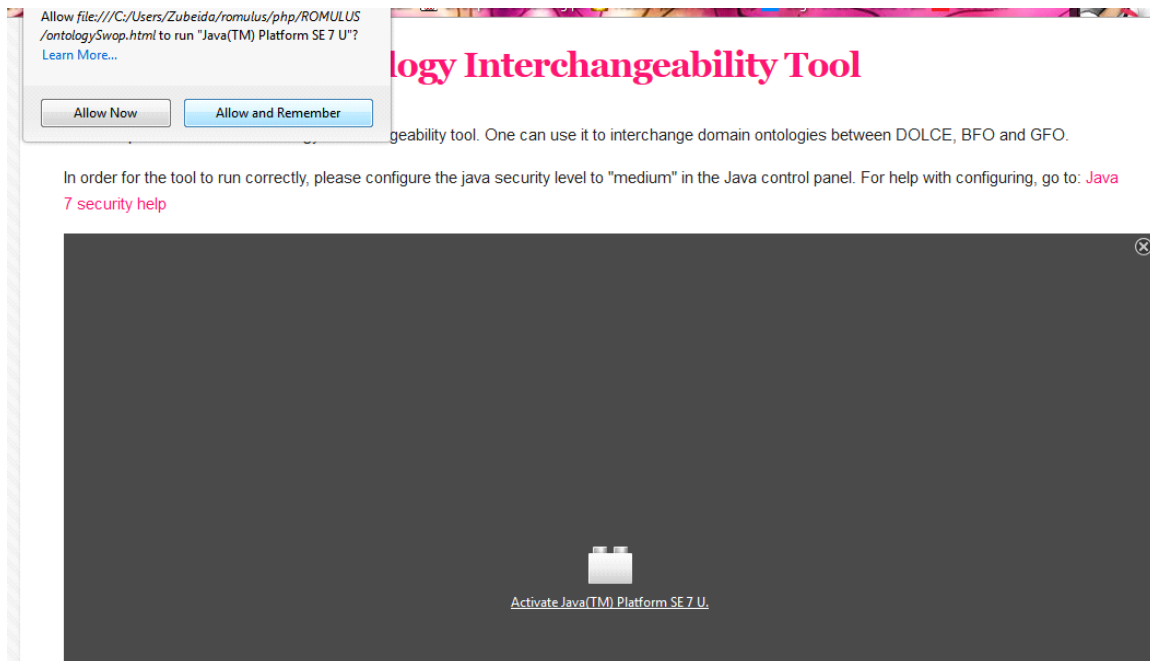 Allow file:///C:/Users/Zubeida/romulus/php/ROMULUS
/ontologySwop.html to run "Java(TM) Platform SE 7 U"?
Learn More...
logy Interchangeability Tool
Allow Now Allow and Remember
geability tool. One can use it to interchange domain ontologies between DOLCE, BFO and GFO.
In order for the tool to run correctly, please configure the java security level to "medium" in the Java control panel. For help with configuring, go to: Java
7 security help
Activate Java(TM) Platform SE 7 U.